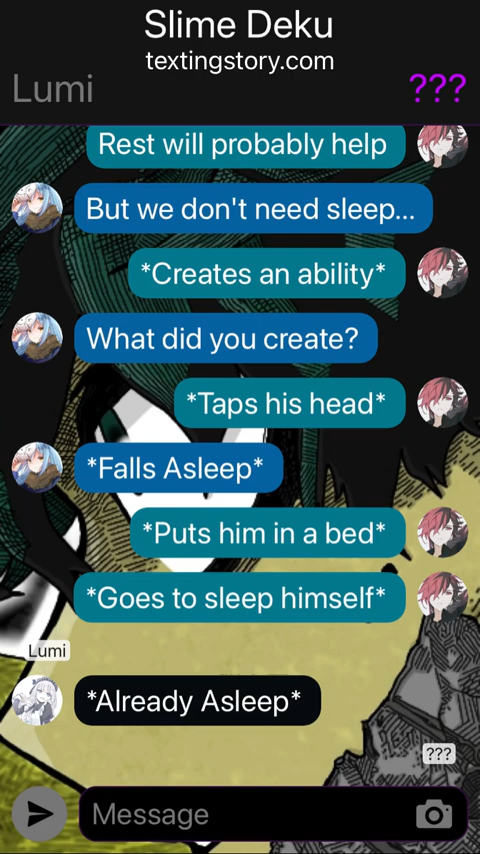 Slime Deku
textingstory.com
Lumi ???
Rest will probably help
But we don't need sleep...
*Creates an ability*
What did you create?
*Taps his head*
*Falls Asleep*
*Puts him in a bed*
*Goes to sleep himself*
Lumi
*Already Asleep*
???
Message